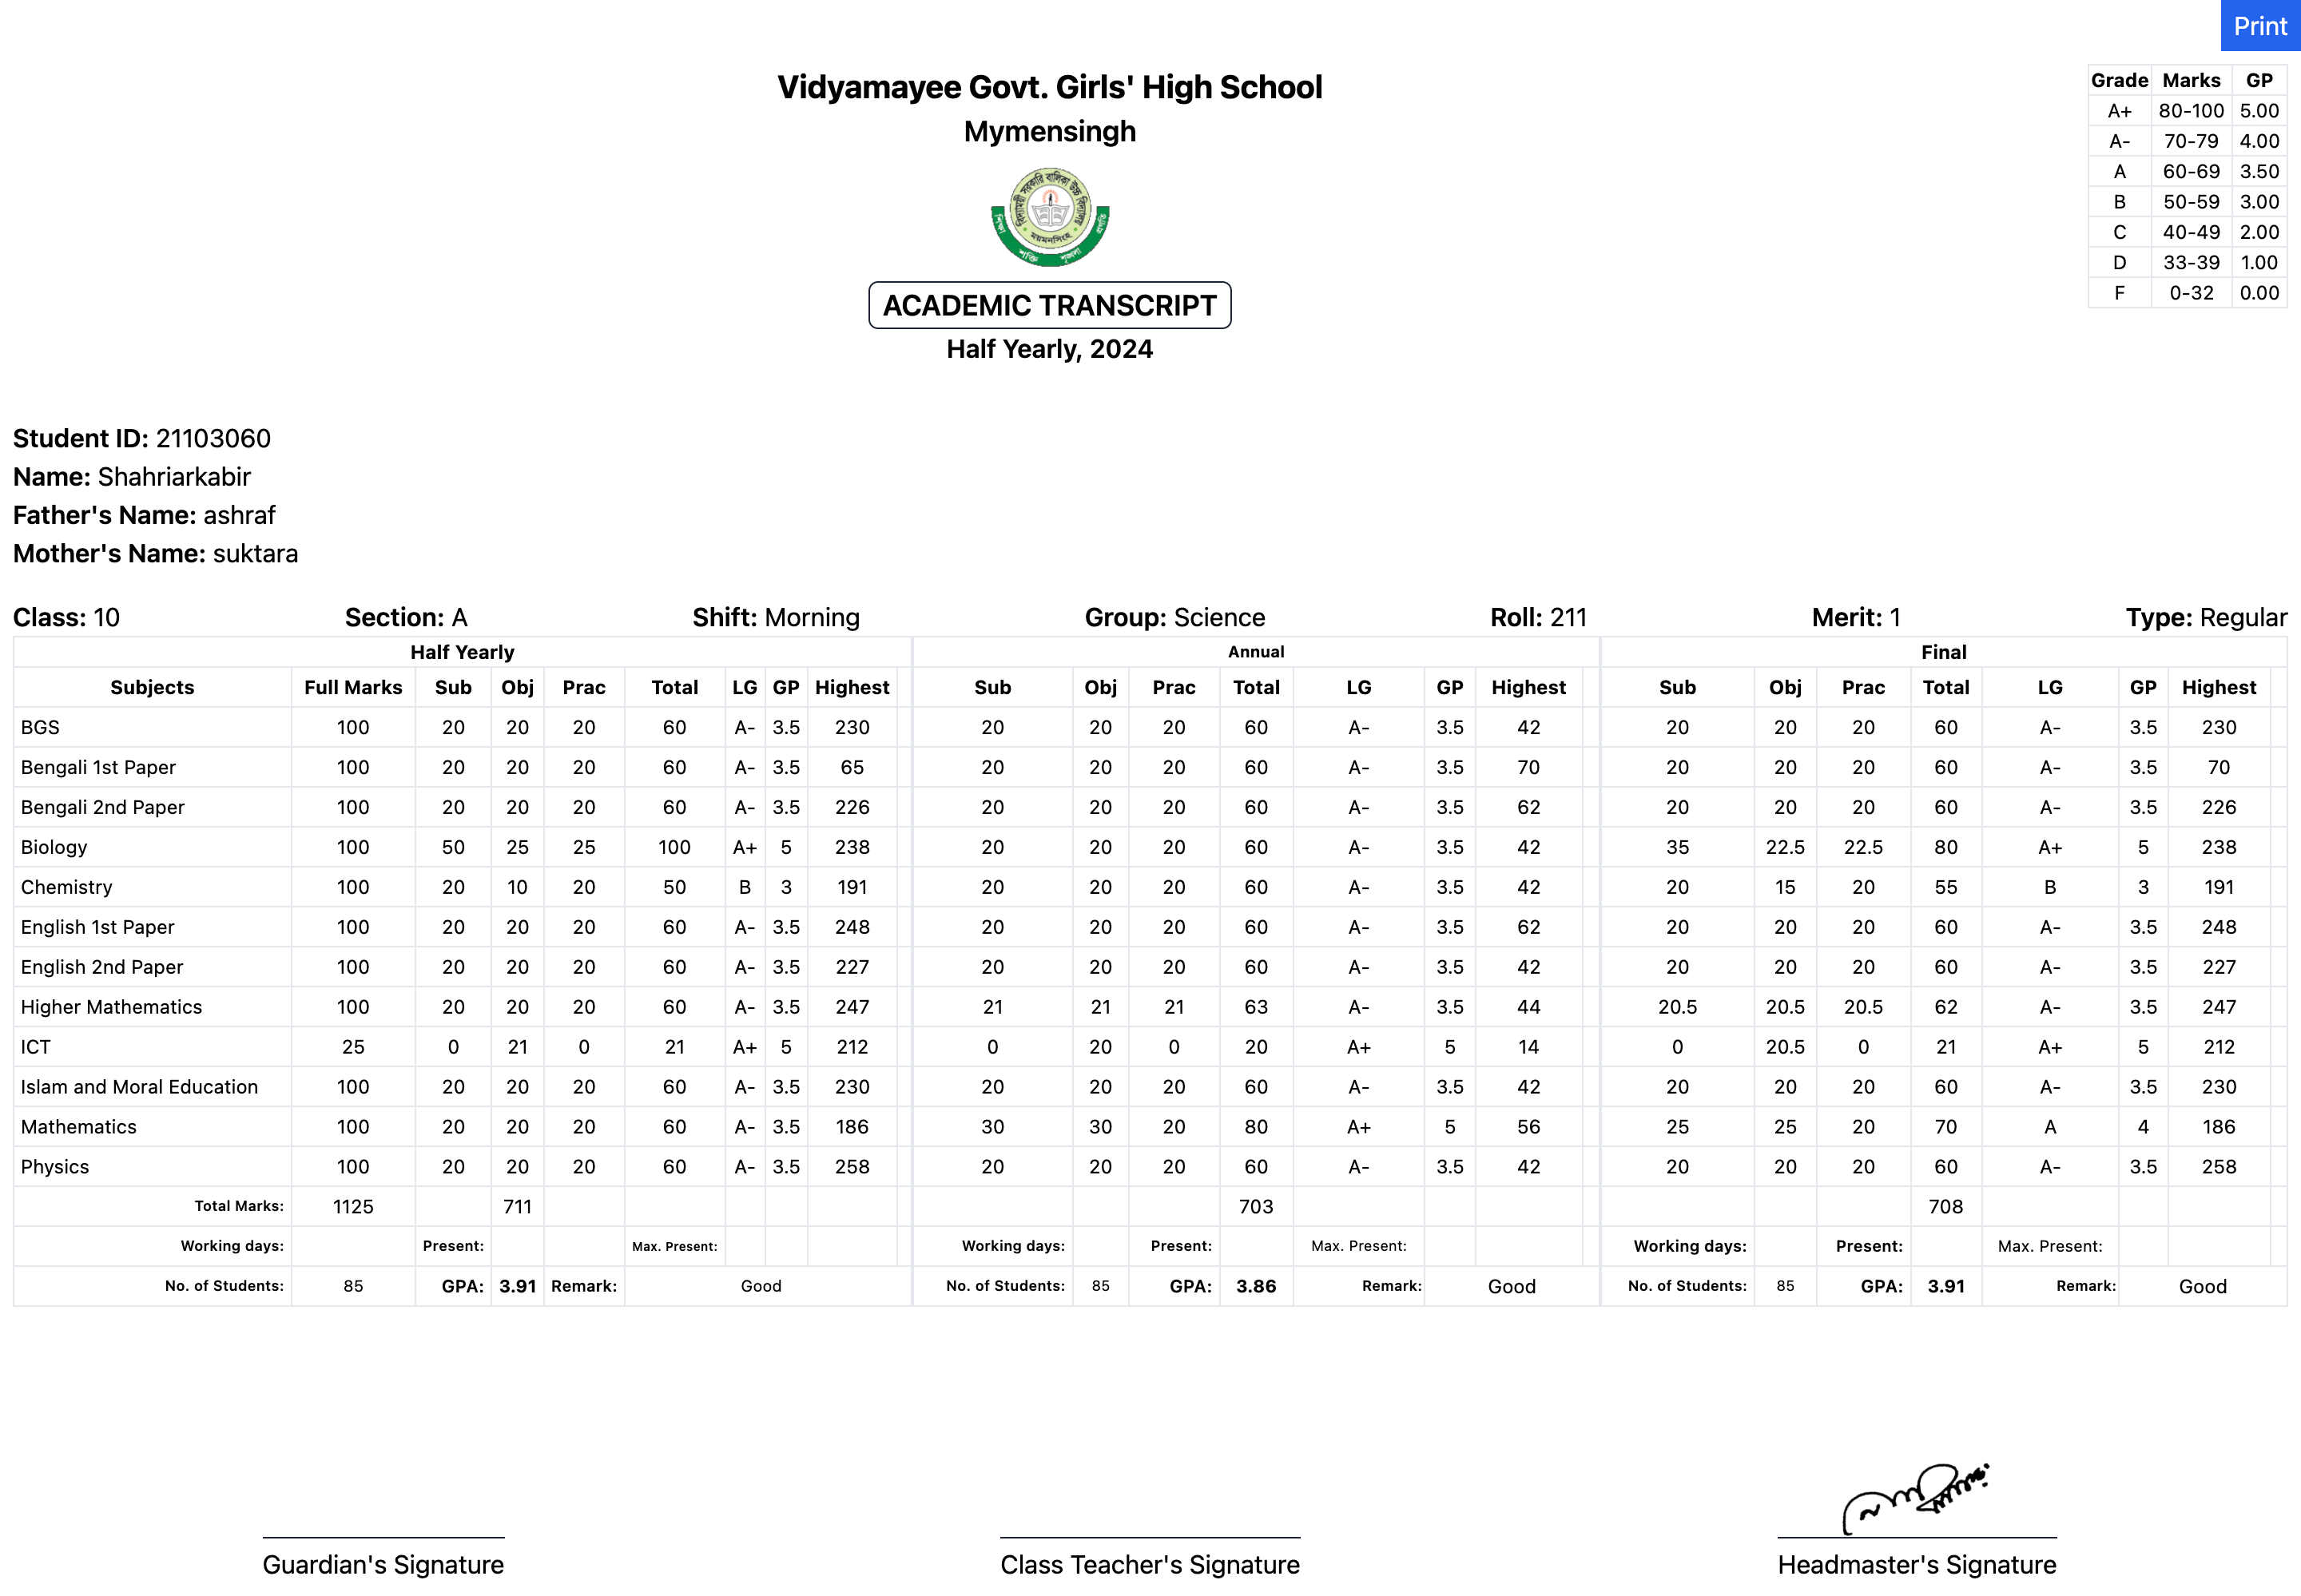 Print
Grade Marks GP
A+ 80-100 5.00
A- 70-79 4.00
A 60-69 3.50
B 50-59 3.00
C 40-49 2.00
D 33-39 1.00
F 0-32 0.00
Vidyamayee Govt. Girls' High School
Mymensingh
ACADEMIC TRANSCRIPT
Half Yearly, 2024
Student ID: 21103060
Name: Shahriarkabir
Father's Name: ashraf
Mother's Name: suktara
Class: 10 Section: A Shift: Morning Group: Science Roll: 211 Merit: 1 Type: Regular
Half Yearly Annual Final
Subjects Full Marks Sub Obj Prac Total LG GP Highest Sub Obj Prac Total LG GP Highest Sub Obj Prac Total LG GP Highest
BGS 100 20 20 20 60 A- 3.5 230 20 20 20 60 A- 3.5 42 20 20 20 60 A- 3.5 230
Bengali 1st Paper 100 20 20 20 60 A- 3.5 65 20 20 20 60 A- 3.5 70 20 20 20 60 A- 3.5 70
Bengali 2nd Paper 100 20 20 20 60 A- 3.5 226 20 20 20 60 A- 3.5 62 20 20 20 60 A- 3.5 226
Biology 100 50 25 25 100 A+ 5 238 20 20 20 60 A- 3.5 42 35 22.5 22.5 80 A+ 5 238
Chemistry 100 20 10 20 50 B 3 191 20 20 20 60 A- 3.5 42 20 15 20 55 B 3 191
English 1st Paper 100 20 20 20 60 A- 3.5 248 20 20 20 60 A- 3.5 62 20 20 20 60 A- 3.5 248
English 2nd Paper 100 20 20 20 60 A- 3.5 227 20 20 20 60 A- 3.5 42 20 20 20 60 A- 3.5 227
Higher Mathematics 100 20 20 20 60 A- 3.5 247 21 21 21 63 A- 3.5 44 20.5 20.5 20.5 62 A- 3.5 247
ICT 25 0 21 0 21 A+ 5 212 0 20 0 20 A+ 5 14 0 20.5 0 21 A+ 5 212
Islam and Moral Education 100 20 20 20 60 A- 3.5 230 20 20 20 60 A- 3.5 42 20 20 20 60 A- 3.5 230
Mathematics 100 20 20 20 60 A- 3.5 186 30 30 20 80 A+ 5 56 25 25 20 70 A 4 186
Physics 100 20 20 20 60 A- 3.5 258 20 20 20 60 A- 3.5 42 20 20 20 60 A- 3.5 258
Total Marks: 1125 711 703 708
Working days: Present: Max. Present: Working days: Present: Max. Present: Working days: Present: Max. Present:
No. of Students: 85 GPA: 3.91 Remark: Good No. of Students: 85 GPA: 3.86 Remark: Good No. of Students: 85 GPA: 3.91 Remark: Good
Guardian's Signature Class Teacher's Signature Headmaster's Signature